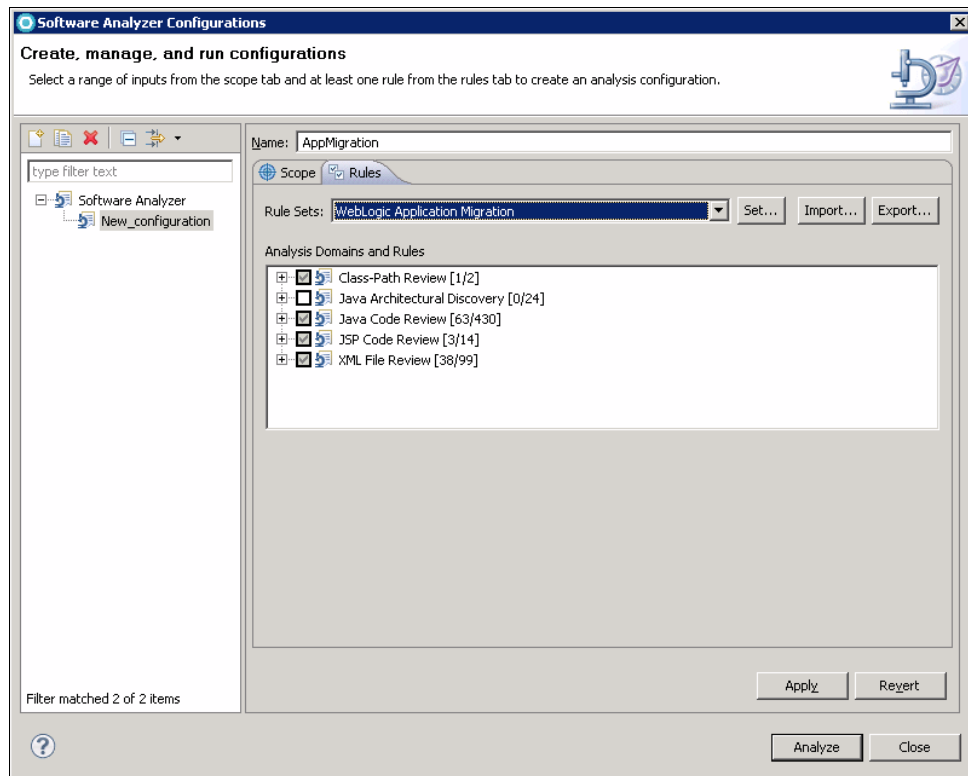 Software Analyzer Configurations
Create, manage, and run configurations
Select a range of inputs from the scope tab and at least one rule from the rules tab to create an analysis configuration.
type filter text
Software Analyzer
New_configuration
Filter matched 2 of 2 items
Name: AppMigration
Scope Rules
Rule Sets: WebLogic Application Migration Set... Import... Export...
Analysis Domains and Rules
Class-Path Review [1/2]
Java Architectural Discovery [0/24]
Java Code Review [63/430]
JSP Code Review [3/14]
XML File Review [38/99]
Apply Revert
? Analyze Close